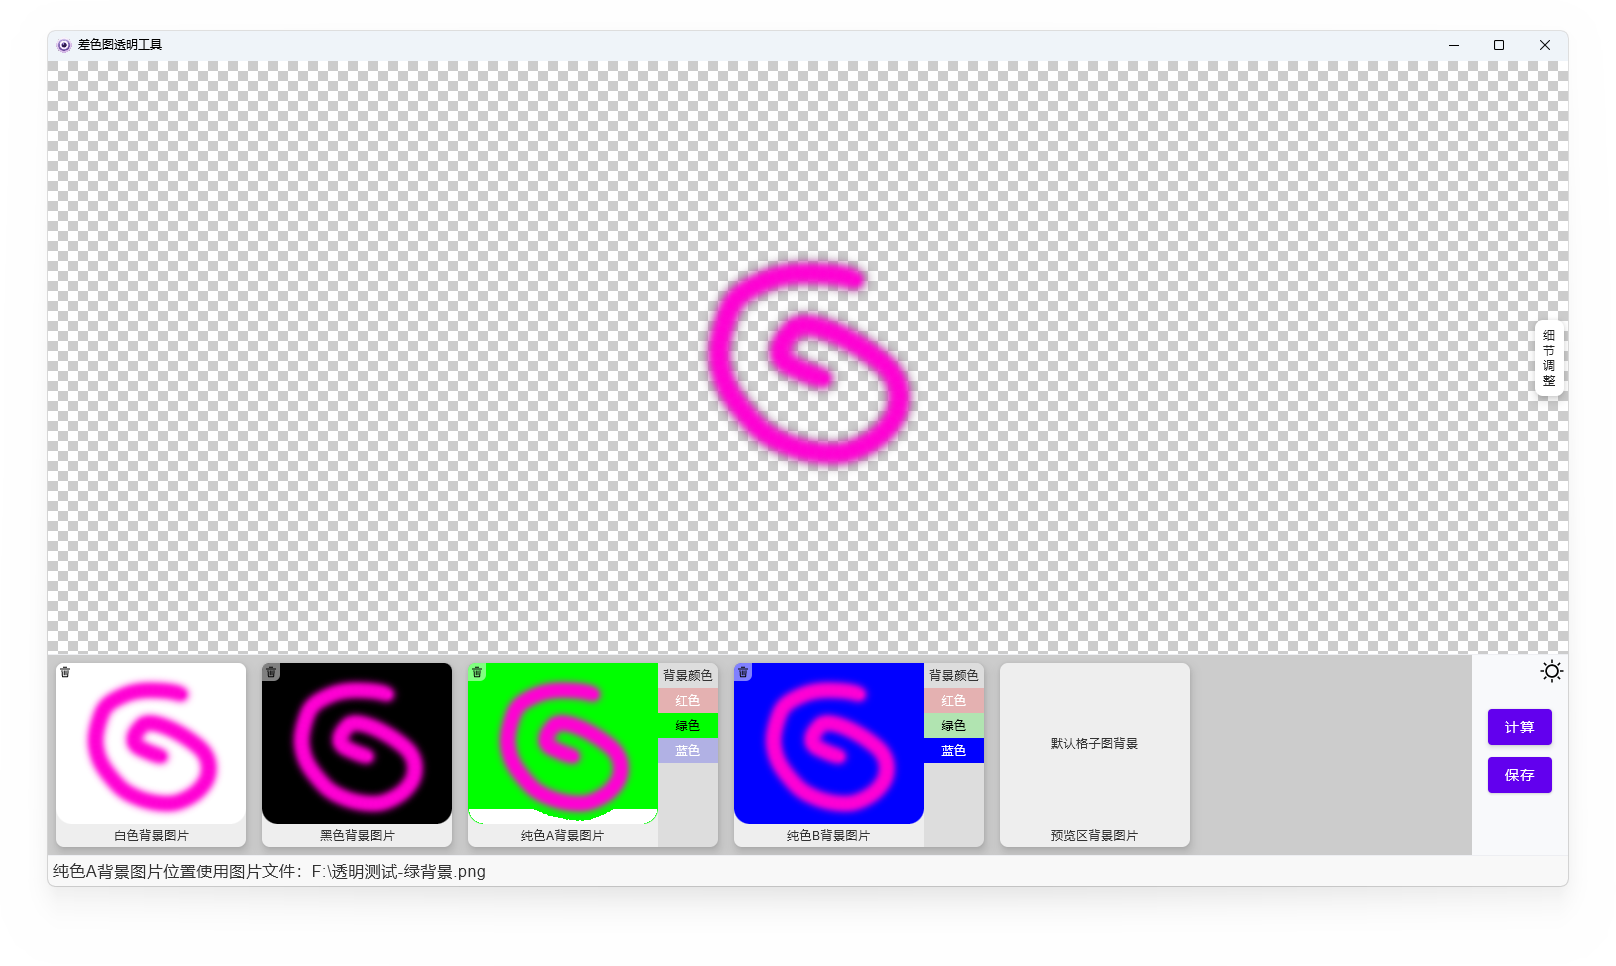 差色图透明工具
细
节
调
整
背景颜色
红色
绿色
蓝色
背景颜色
红色
绿色
蓝色
默认格子图背景
白色背景图片
黑色背景图片
纯色A背景图片
纯色B背景图片
预览区背景图片
计算
保存
纯色A背景图片位置使用图片文件：F:\透明测试-绿背景.png